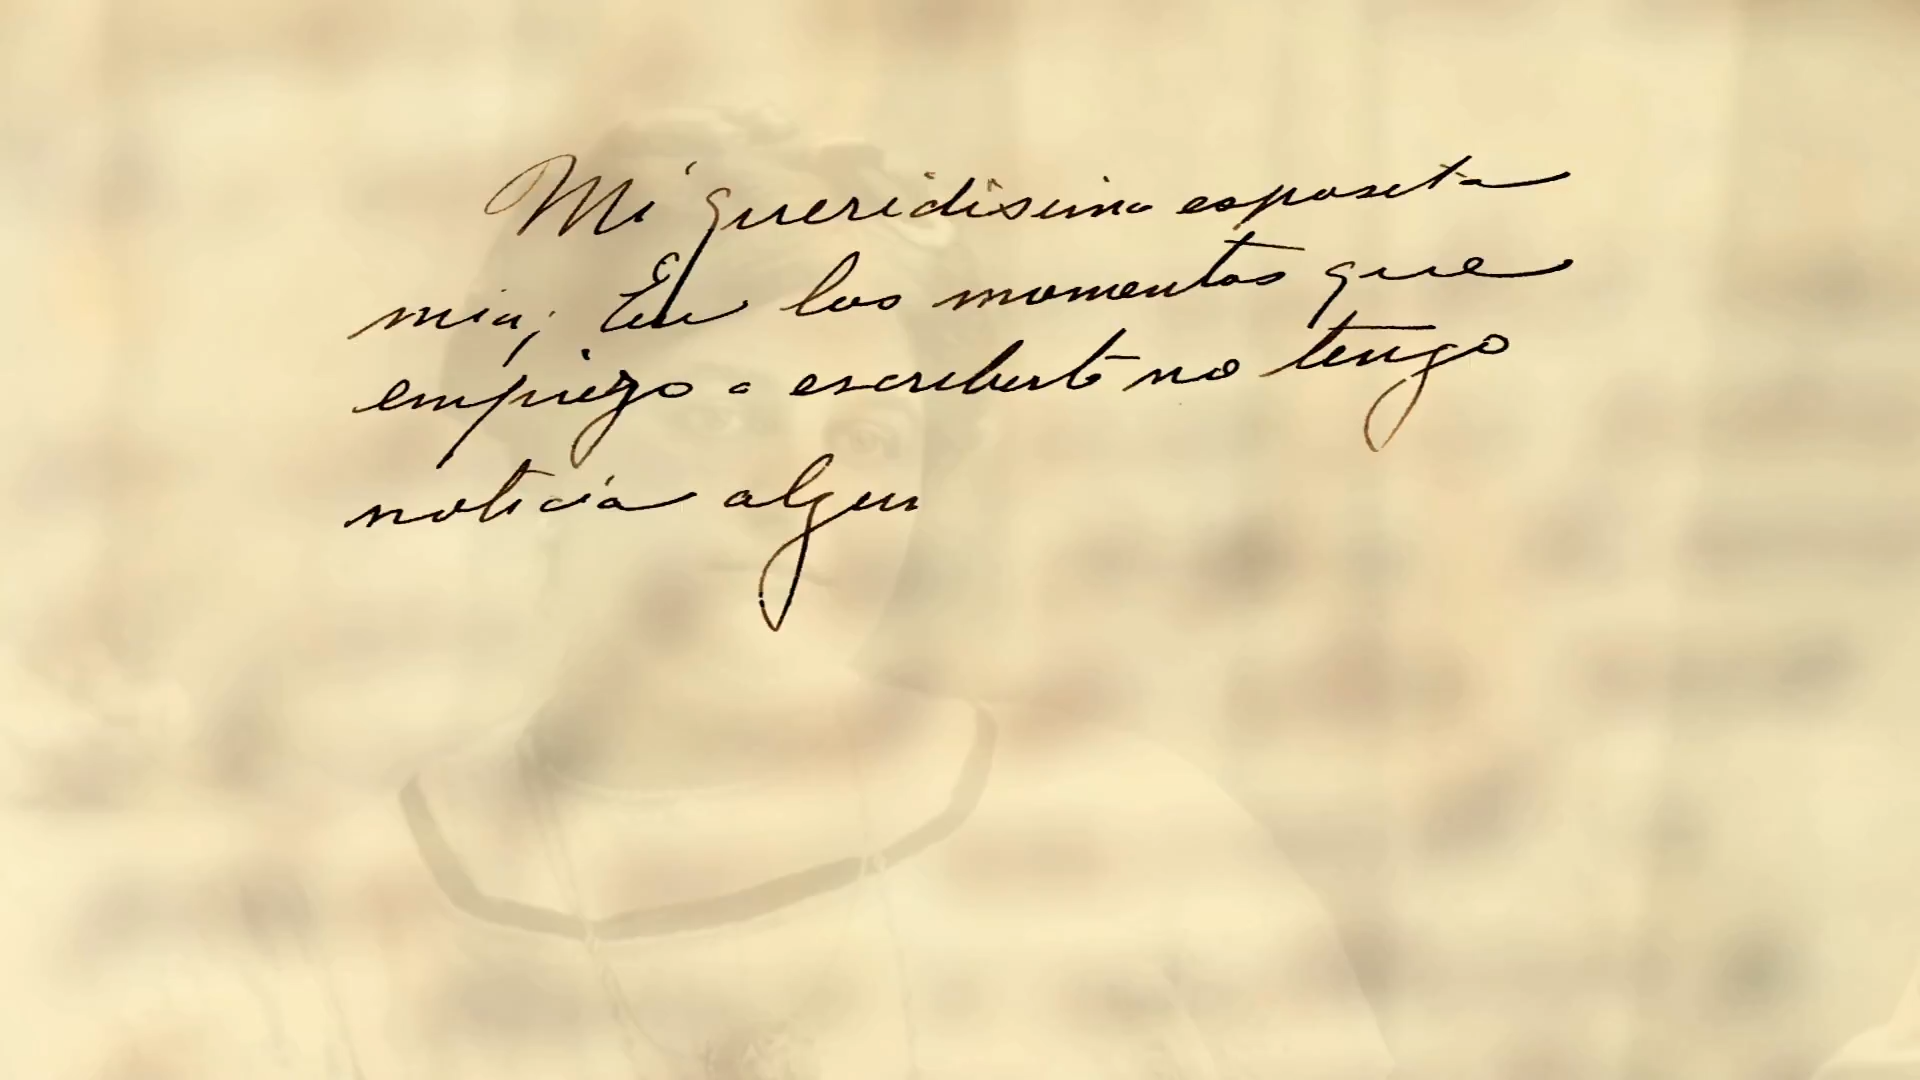 Mi queridísima esposita
mia; En los momentos que
empiezo a escribirte no tengo
noticia algun